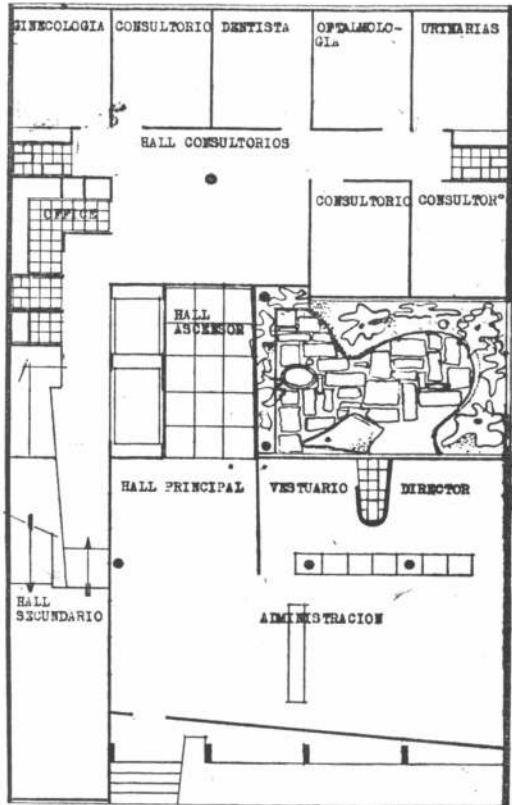 GINECOLOGIA CONSULTORIO DENTISTA OFTALMOLO-
GIA URINARIAS
HALL CONSULTORIOS
OFFICE
CONSULTORIO CONSULTORº
HALL
ASCENSOR
HALL PRINCIPAL VESTUARIO DIRECTOR
HALL
SECUNDARIO
ADMINISTRACION